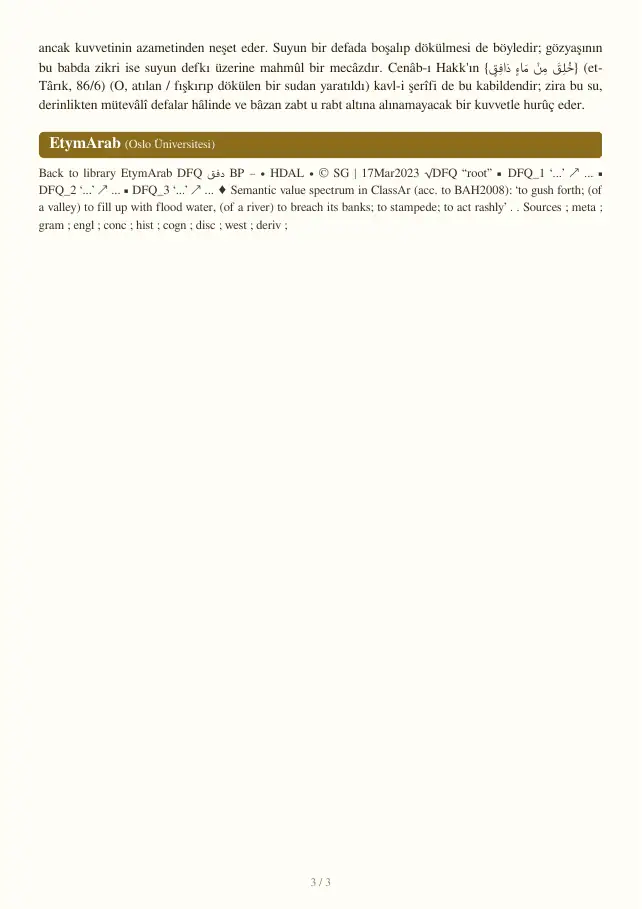 ancak kuvvetinin azametinden neşet eder. Suyun bir defada boşalıp dökülmesi de böyledir; gözyaşının
bu babda zikri ise suyun defkı üzerine mahmûl bir mecâzdır. Cenâb-ı Hakk'ın {خُلِقَ مِنْ مَاءٍ دَافِقٍ} (et-
Târık, 86/6) (O, atılan / fışkırıp dökülen bir sudan yaratıldı) kavl-i şerîfi de bu kabildendir; zira bu su,
derinlikten mütevâlî defalar hâlinde ve bâzan zabt u rabt altına alınamayacak bir kuvvetle hurûç eder.
EtymArab (Oslo Üniversitesi)
Back to library EtymArab DFQ دفق BP – • HDAL • © SG | 17Mar2023 √DFQ “root” ▪ DFQ_1 ‘...’ ↗ ... ▪
DFQ_2 ‘...’ ↗ ... ▪ DFQ_3 ‘...’ ↗ ... ♦ Semantic value spectrum in ClassAr (acc. to BAH2008): ‘to gush forth; (of
a valley) to fill up with flood water, (of a river) to breach its banks; to stampede; to act rashly’ . . Sources ; meta ;
gram ; engl ; conc ; hist ; cogn ; disc ; west ; deriv ;
3 / 3